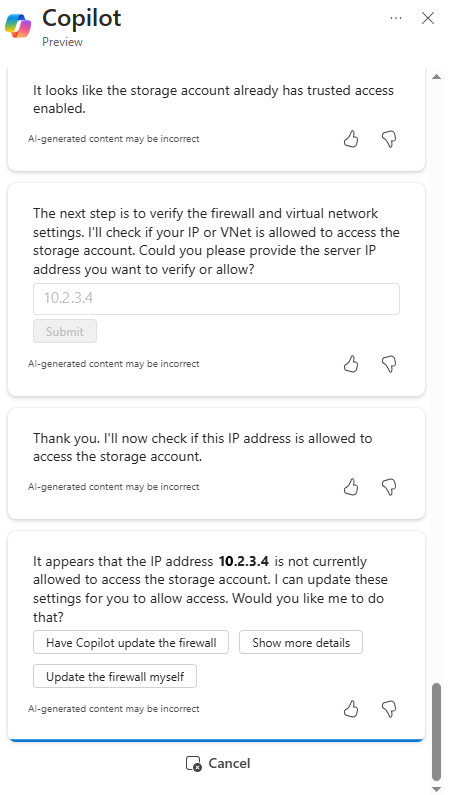 Copilot
Preview
It looks like the storage account already has trusted access
enabled.
AI-generated content may be incorrect
The next step is to verify the firewall and virtual network
settings. I'll check if your IP or VNet is allowed to access the
storage account. Could you please provide the server IP
address you want to verify or allow?
10.2.3.4
Submit
AI-generated content may be incorrect
Thank you. I'll now check if this IP address is allowed to
access the storage account.
AI-generated content may be incorrect
It appears that the IP address 10.2.3.4 is not currently
allowed to access the storage account. I can update these
settings for you to allow access. Would you like me to do
that?
Have Copilot update the firewall
Show more details
Update the firewall myself
AI-generated content may be incorrect
Cancel